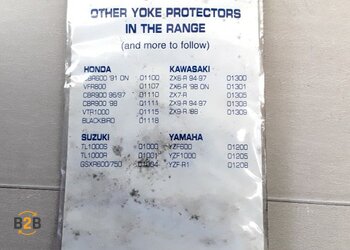 OTHER YOKE PROTECTORS
IN THE RANGE
(and more to follow)
HONDA
CBR600 '91 ON 01100
VFR800 01107
CBR900 96/97 01110
CBR900 '98 01111
VTR1000 01115
BLACKBIRD 01118
KAWASAKI
ZX6-R 94-97 01300
ZX6-R '98 ON 01301
ZX7-R 01305
ZX9-R 94-97 01308
ZX9-R '98 01309
SUZUKI
TL1000S 01000
TL1000R 01001
GSXR600/750 01004
YAMAHA
YZF600 01200
YZF1000 01205
YZF-R1 01208
B2B